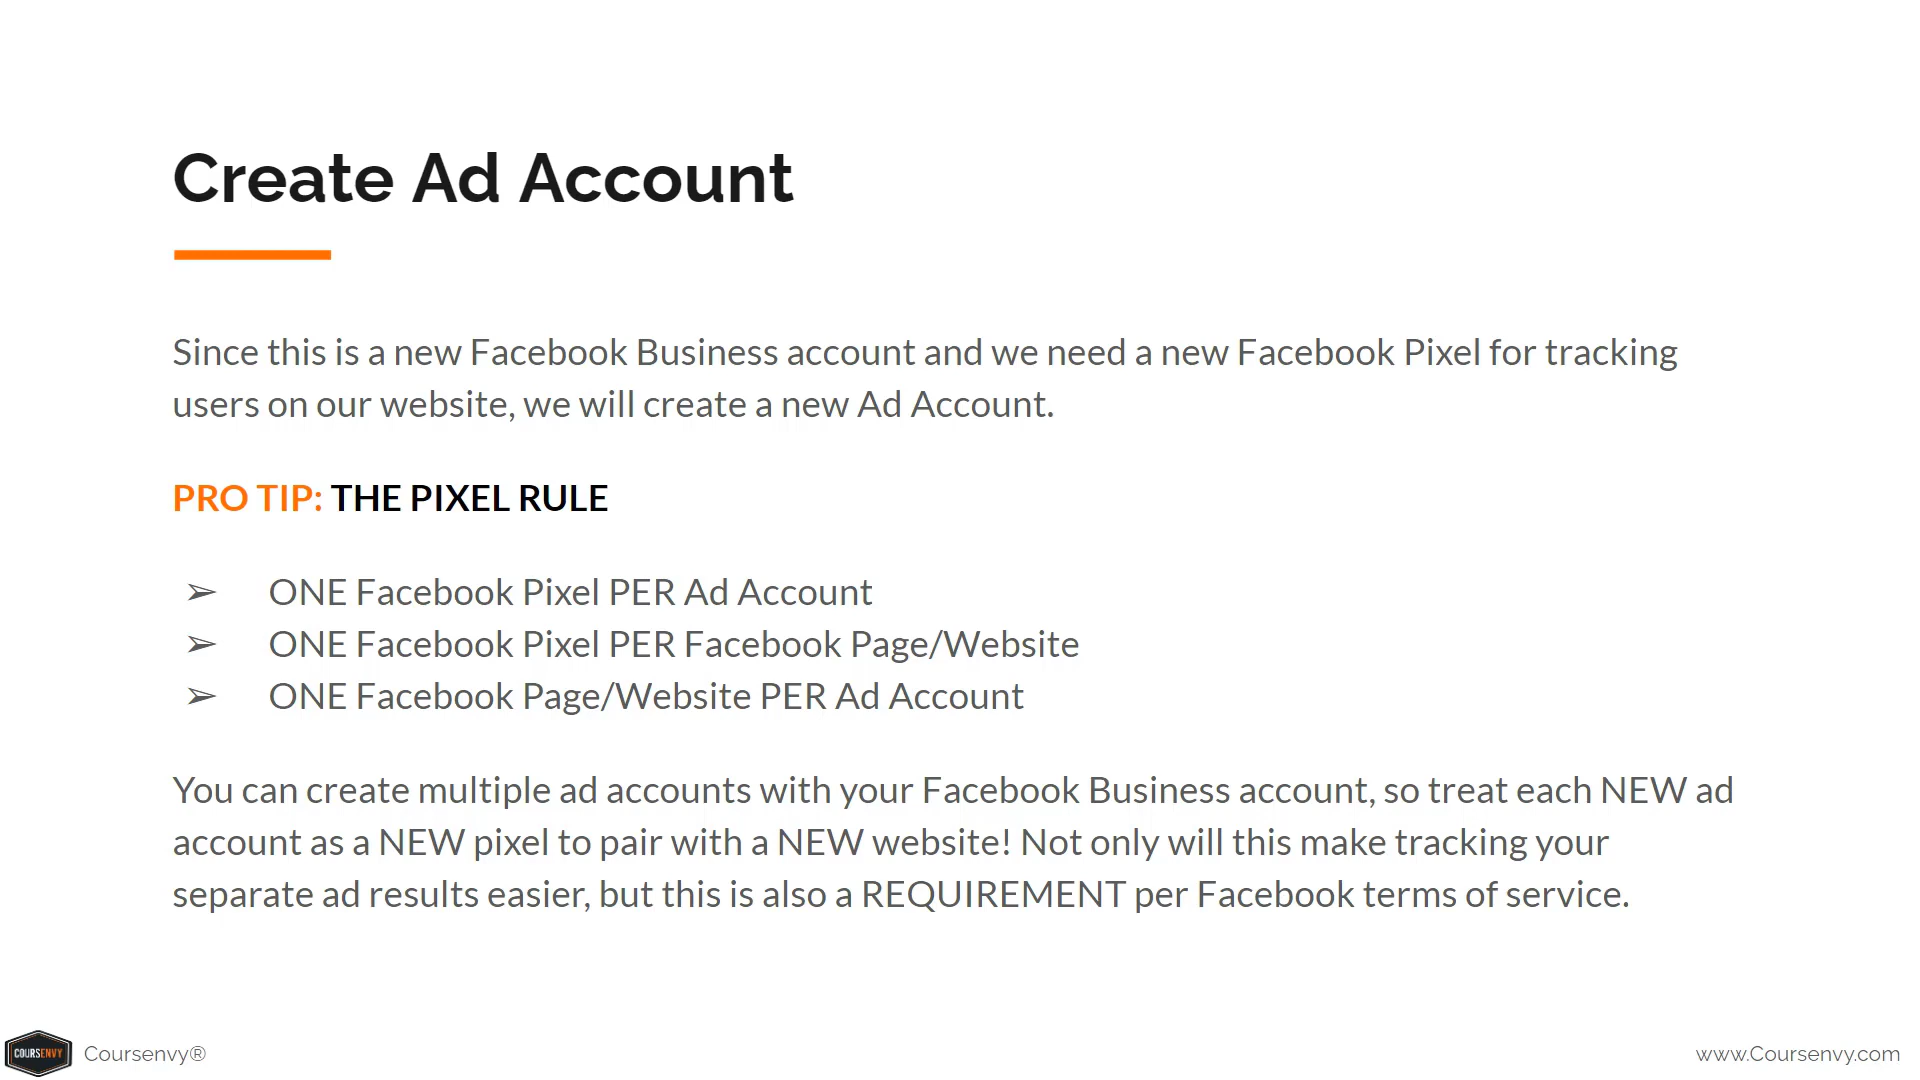 Create Ad Account
Since this is a new Facebook Business account and we need a new Facebook Pixel for tracking
users on our website, we will create a new Ad Account.
PRO TIP: THE PIXEL RULE
➢ ONE Facebook Pixel PER Ad Account
➢ ONE Facebook Pixel PER Facebook Page/Website
➢ ONE Facebook Page/Website PER Ad Account
You can create multiple ad accounts with your Facebook Business account, so treat each NEW ad
account as a NEW pixel to pair with a NEW website! Not only will this make tracking your
separate ad results easier, but this is also a REQUIREMENT per Facebook terms of service.
COURSENVY Coursenvy® www.Coursenvy.com